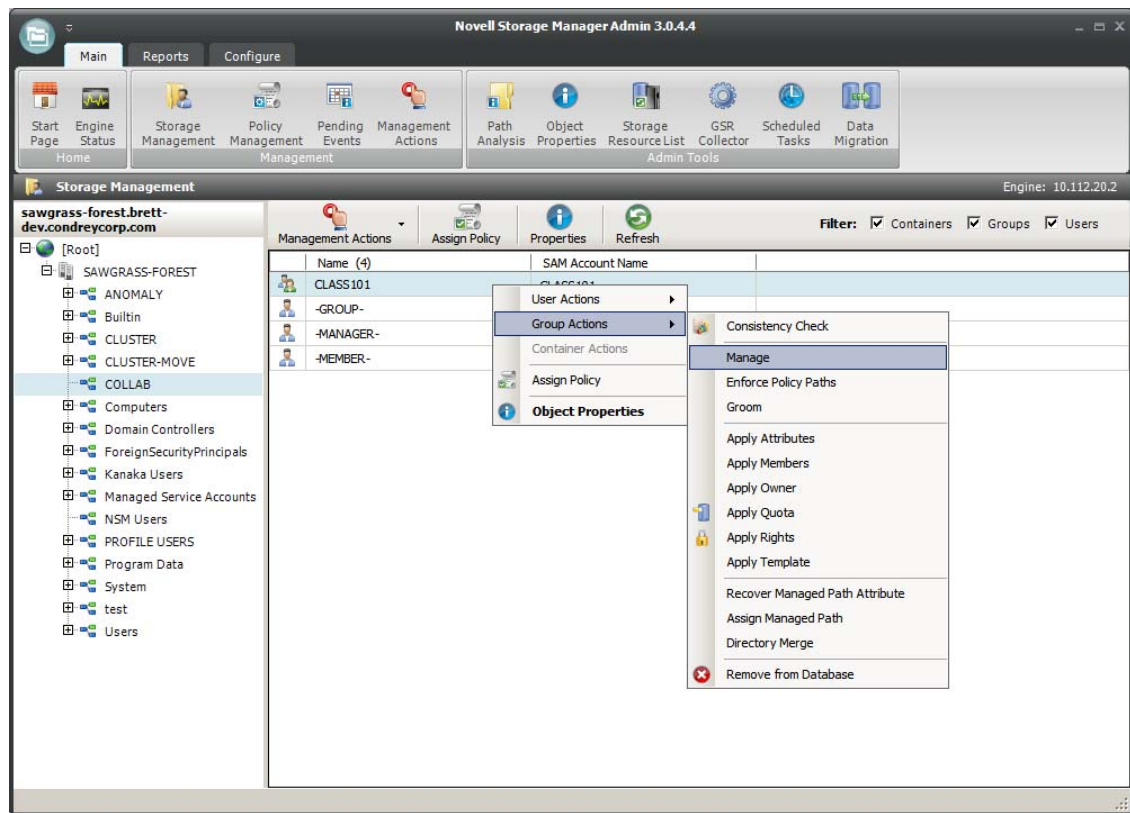 Novell Storage Manager Admin 3.0.4.4
Main Reports Configure
Start Page
Engine Status
Storage Management
Policy Management
Pending Events
Management Actions
Path Analysis
Object Properties
Storage Resource List
GSR Collector
Scheduled Tasks
Data Migration
Home
Management
Admin Tools
Storage Management
Engine: 10.112.20.2
sawgrass-forest.brett-
dev.condreycorp.com
[Root]
SAWGRASS-FOREST
ANOMALY
Builtin
CLUSTER
CLUSTER-MOVE
COLLAB
Computers
Domain Controllers
ForeignSecurityPrincipals
Kanaka Users
Managed Service Accounts
NSM Users
PROFILE USERS
Program Data
System
test
Users
Management Actions
Assign Policy
Properties
Refresh
Filter: Containers Groups Users
Name (4) SAM Account Name
CLASS101 CLASS101
-GROUP-
-MANAGER-
-MEMBER-
User Actions
Group Actions
Container Actions
Assign Policy
Object Properties
Consistency Check
Manage
Enforce Policy Paths
Groom
Apply Attributes
Apply Members
Apply Owner
Apply Quota
Apply Rights
Apply Template
Recover Managed Path Attribute
Assign Managed Path
Directory Merge
Remove from Database